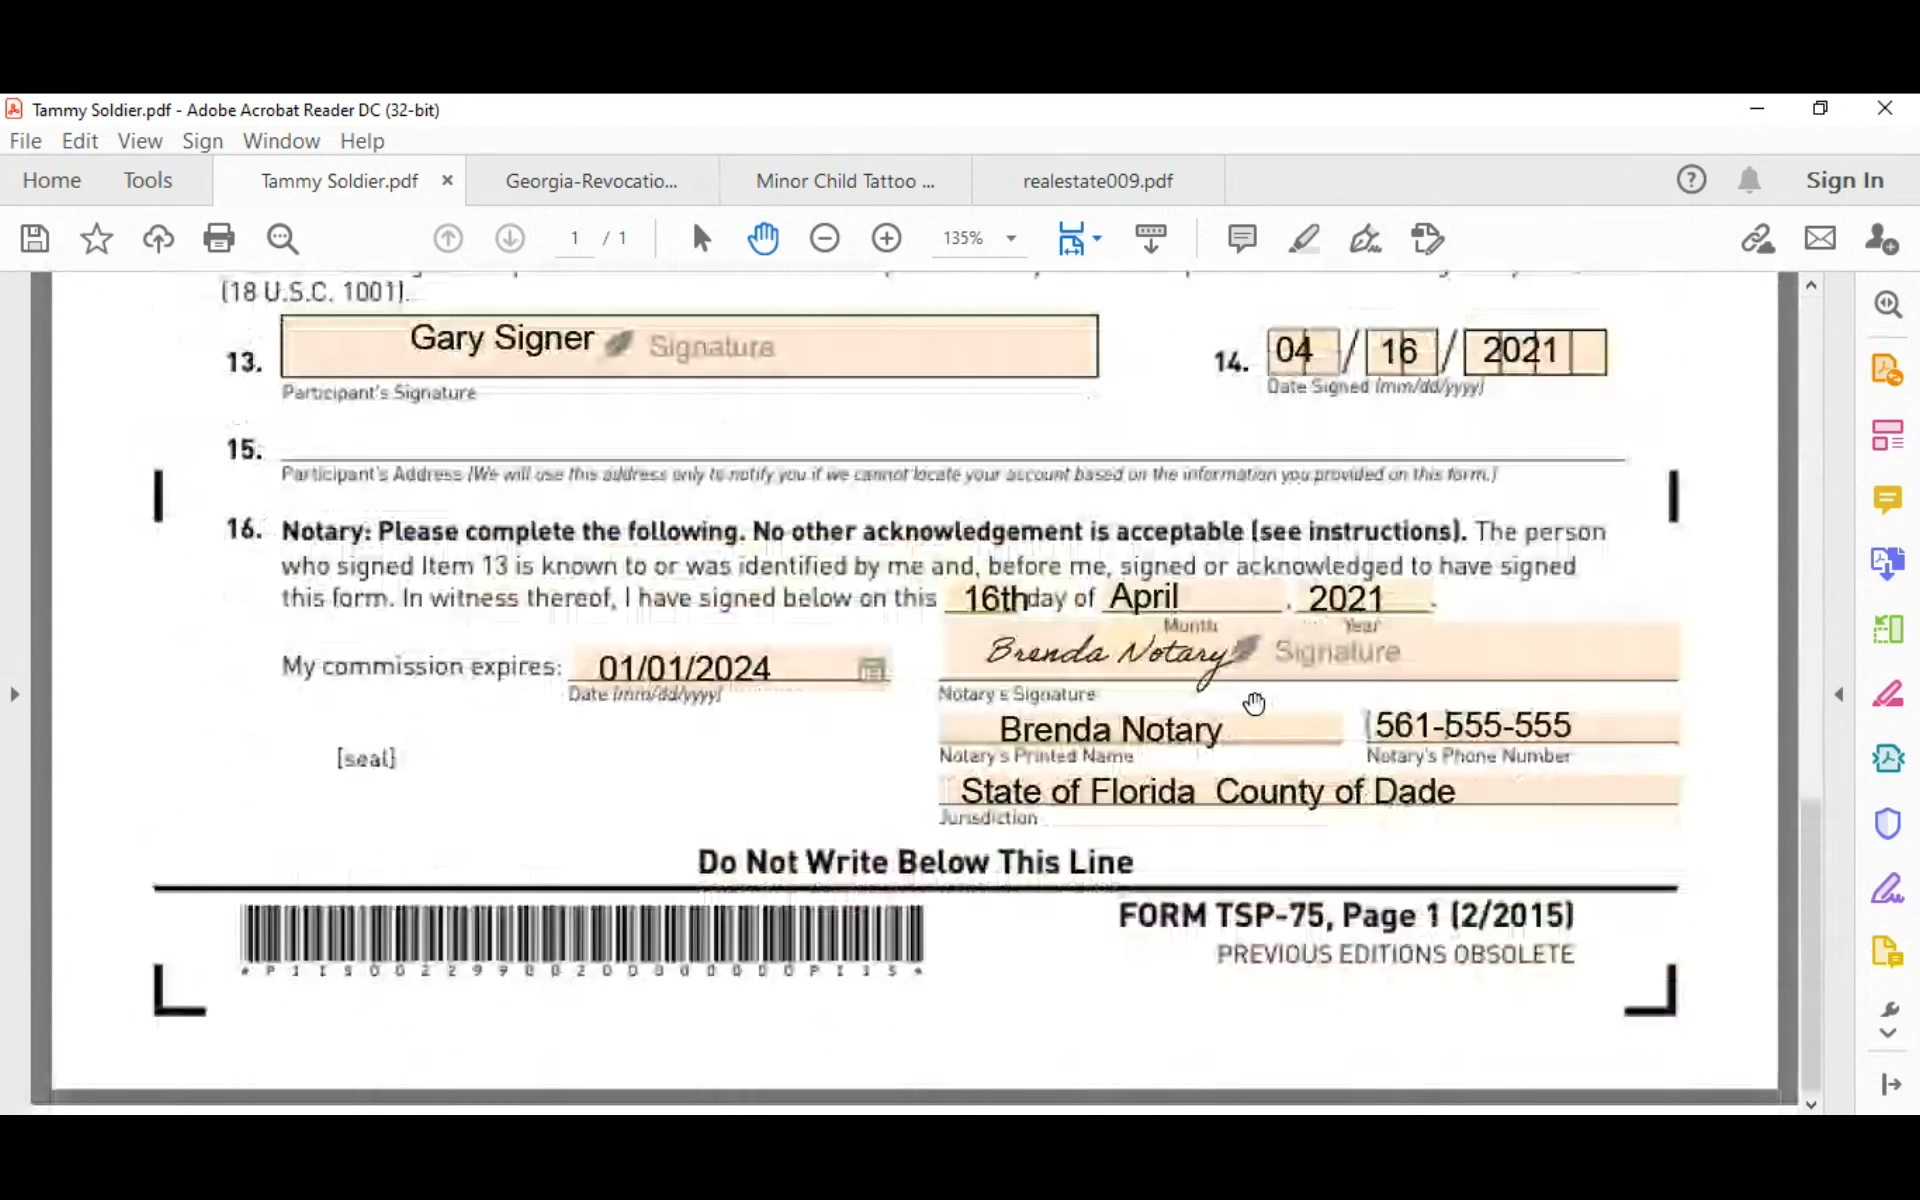 Tammy Soldier.pdf - Adobe Acrobat Reader DC (32-bit)
File Edit View Sign Window Help
Home Tools Tammy Soldier.pdf Georgia-Revocatio... Minor Child Tattoo ... realestate009.pdf Sign In
1 / 1 135%
(18 U.S.C. 1001).
13. Gary Signer Signature
Participant's Signature
14. 04 / 16 / 2021
Date Signed (mm/dd/yyyy)
15.
Participant's Address (We will use this address only to notify you if we cannot locate your account based on the information you provided on this form.)
16. Notary: Please complete the following. No other acknowledgement is acceptable (see instructions). The person
who signed Item 13 is known to or was identified by me and, before me, signed or acknowledged to have signed
this form. In witness thereof, I have signed below on this 16th day of April , 2021 .
Month Year
My commission expires: 01/01/2024
Date (mm/dd/yyyy)
Brenda Notary Signature
Notary's Signature
Brenda Notary (561-555-555
Notary's Printed Name Notary's Phone Number
[seal]
State of Florida County of Dade
Jurisdiction
Do Not Write Below This Line
FORM TSP-75, Page 1 (2/2015)
PREVIOUS EDITIONS OBSOLETE